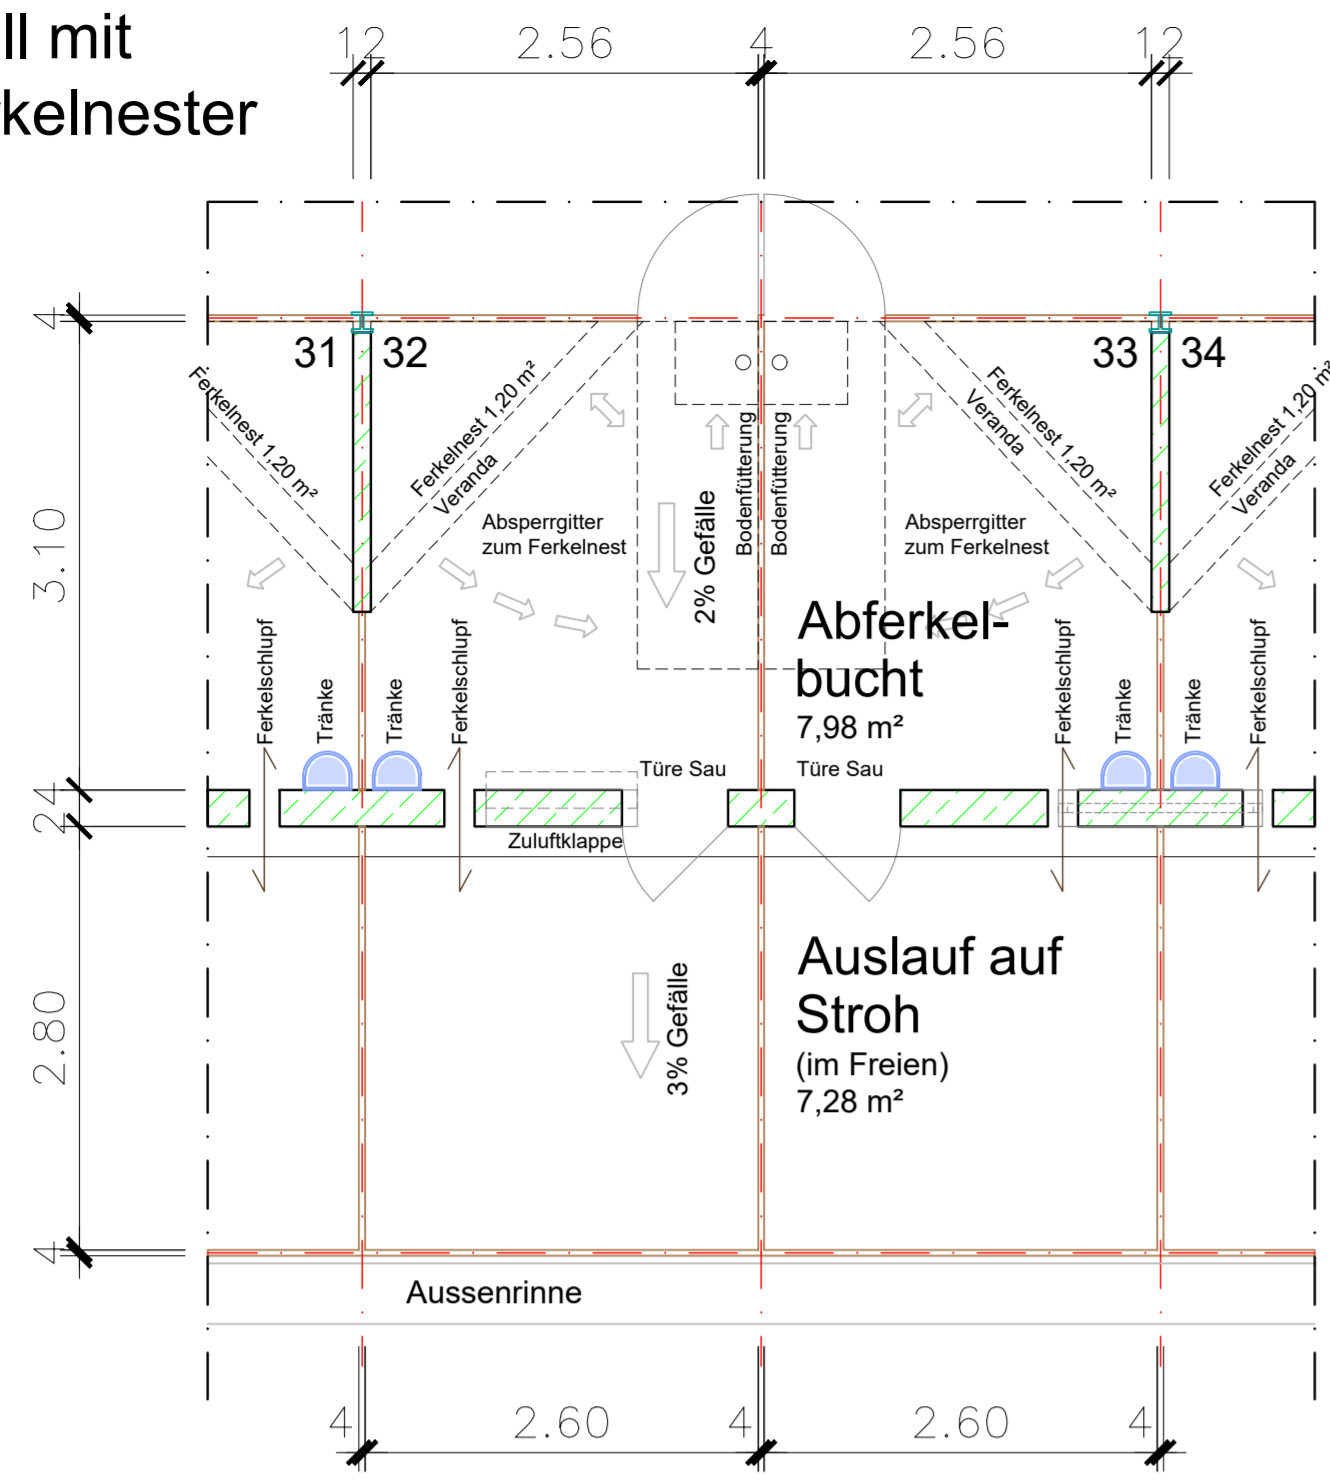 ll mit
kelnester
12 2.56 4 2.56 12
4
3.10
24
2.80
4
31 32
33 34
Ferkelnest 1,20 m²
Ferkelnest 1,20 m²
Veranda
Veranda
Ferkelnest 1,20 m²
Ferkelnest 1,20 m²
Veranda
Absperrgitter
zum Ferkelnest
2% Gefälle
Bodenfütterung
Bodenfütterung
Absperrgitter
zum Ferkelnest
Abferkel-
bucht
7,98 m²
Ferkelschlupf
Tränke
Tränke
Ferkelschlupf
Türe Sau
Türe Sau
Ferkelschlupf
Tränke
Tränke
Ferkelschlupf
Zuluftklappe
3% Gefälle
Auslauf auf
Stroh
(im Freien)
7,28 m²
Aussenrinne
4 2.60 4 2.60 4